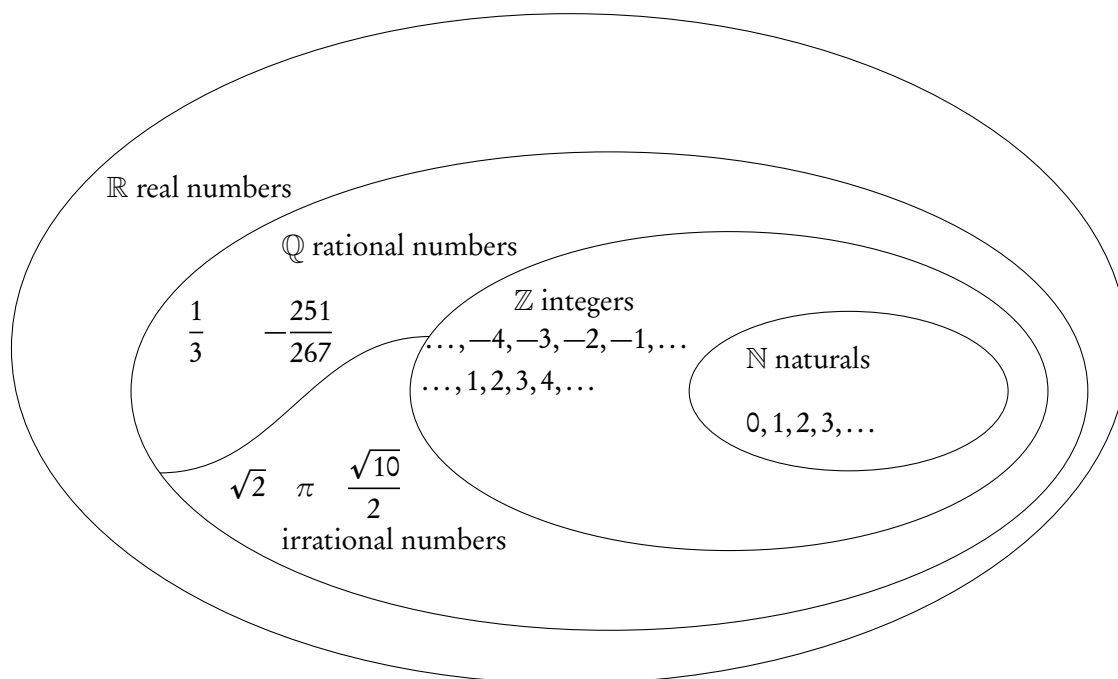 ℝ real numbers
ℚ rational numbers
ℤ integers
1/3 −251/267
…,−4,−3,−2,−1,…
ℕ naturals
…,1,2,3,4,…
0,1,2,3,…
√2 π √10/2
irrational numbers